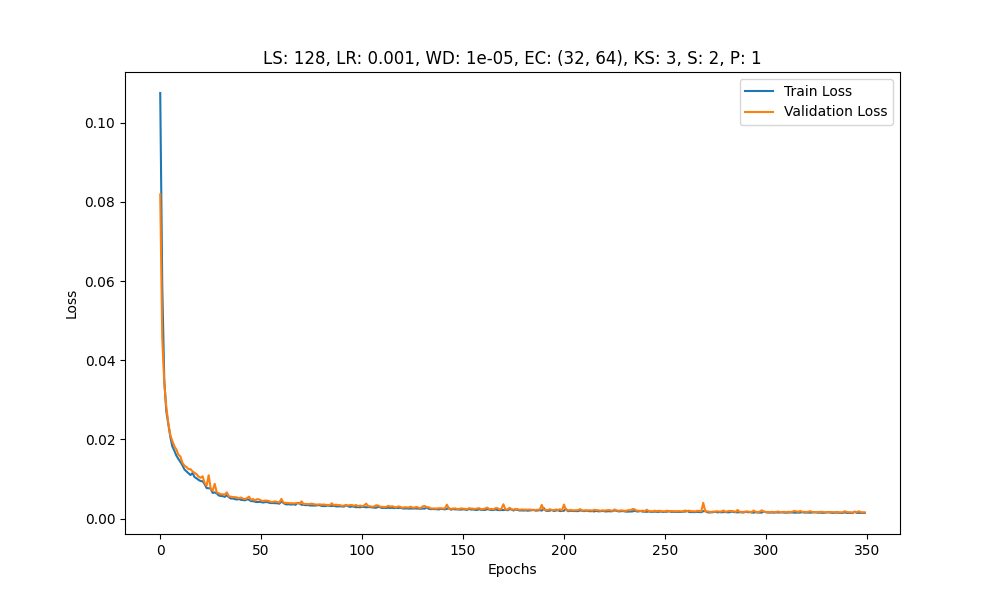 LS: 128, LR: 0.001, WD: 1e-05, EC: (32, 64), KS: 3, S: 2, P: 1
Train Loss
Validation Loss
0.10
0.08
0.06
0.04
0.02
0.00
Loss
0 50 100 150 200 250 300 350
Epochs